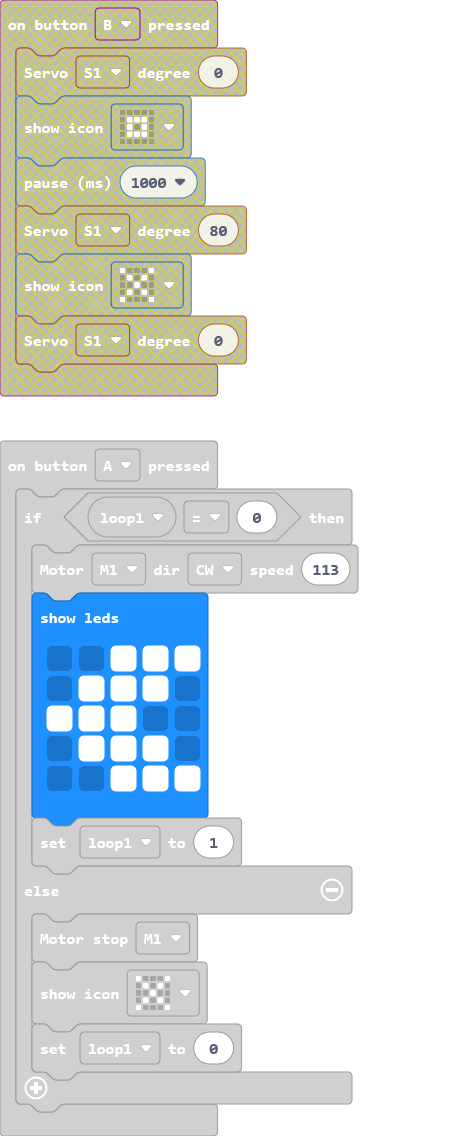 on button B pressed
Servo S1 degree 0
show icon
pause (ms) 1000
Servo S1 degree 80
show icon
Servo S1 degree 0
on button A pressed
if loop1 = 0 then
Motor M1 dir CW speed 113
show leds
set loop1 to 1
else
Motor stop M1
show icon
set loop1 to 0